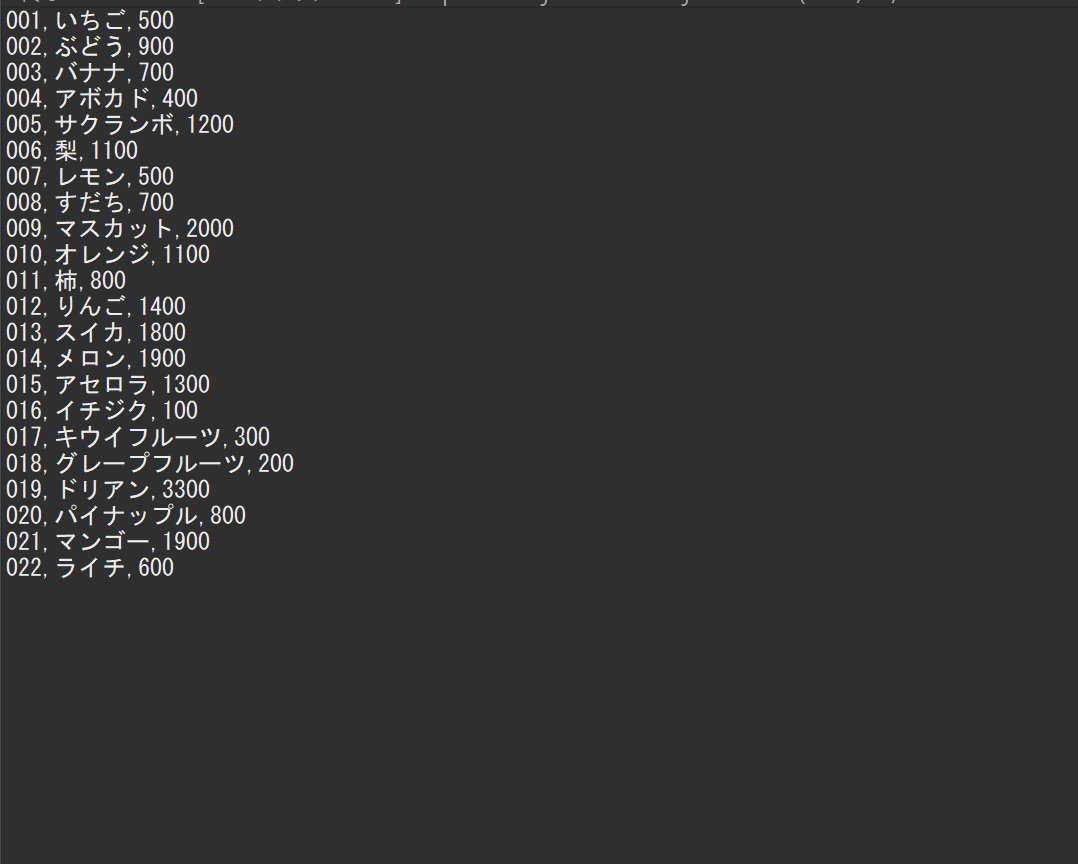 001,いちご,500
002,ぶどう,900
003,バナナ,700
004,アボカド,400
005,サクランボ,1200
006,梨,1100
007,レモン,500
008,すだち,700
009,マスカット,2000
010,オレンジ,1100
011,柿,800
012,りんご,1400
013,スイカ,1800
014,メロン,1900
015,アセロラ,1300
016,イチジク,100
017,キウイフルーツ,300
018,グレープフルーツ,200
019,ドリアン,3300
020,パイナップル,800
021,マンゴー,1900
022,ライチ,600